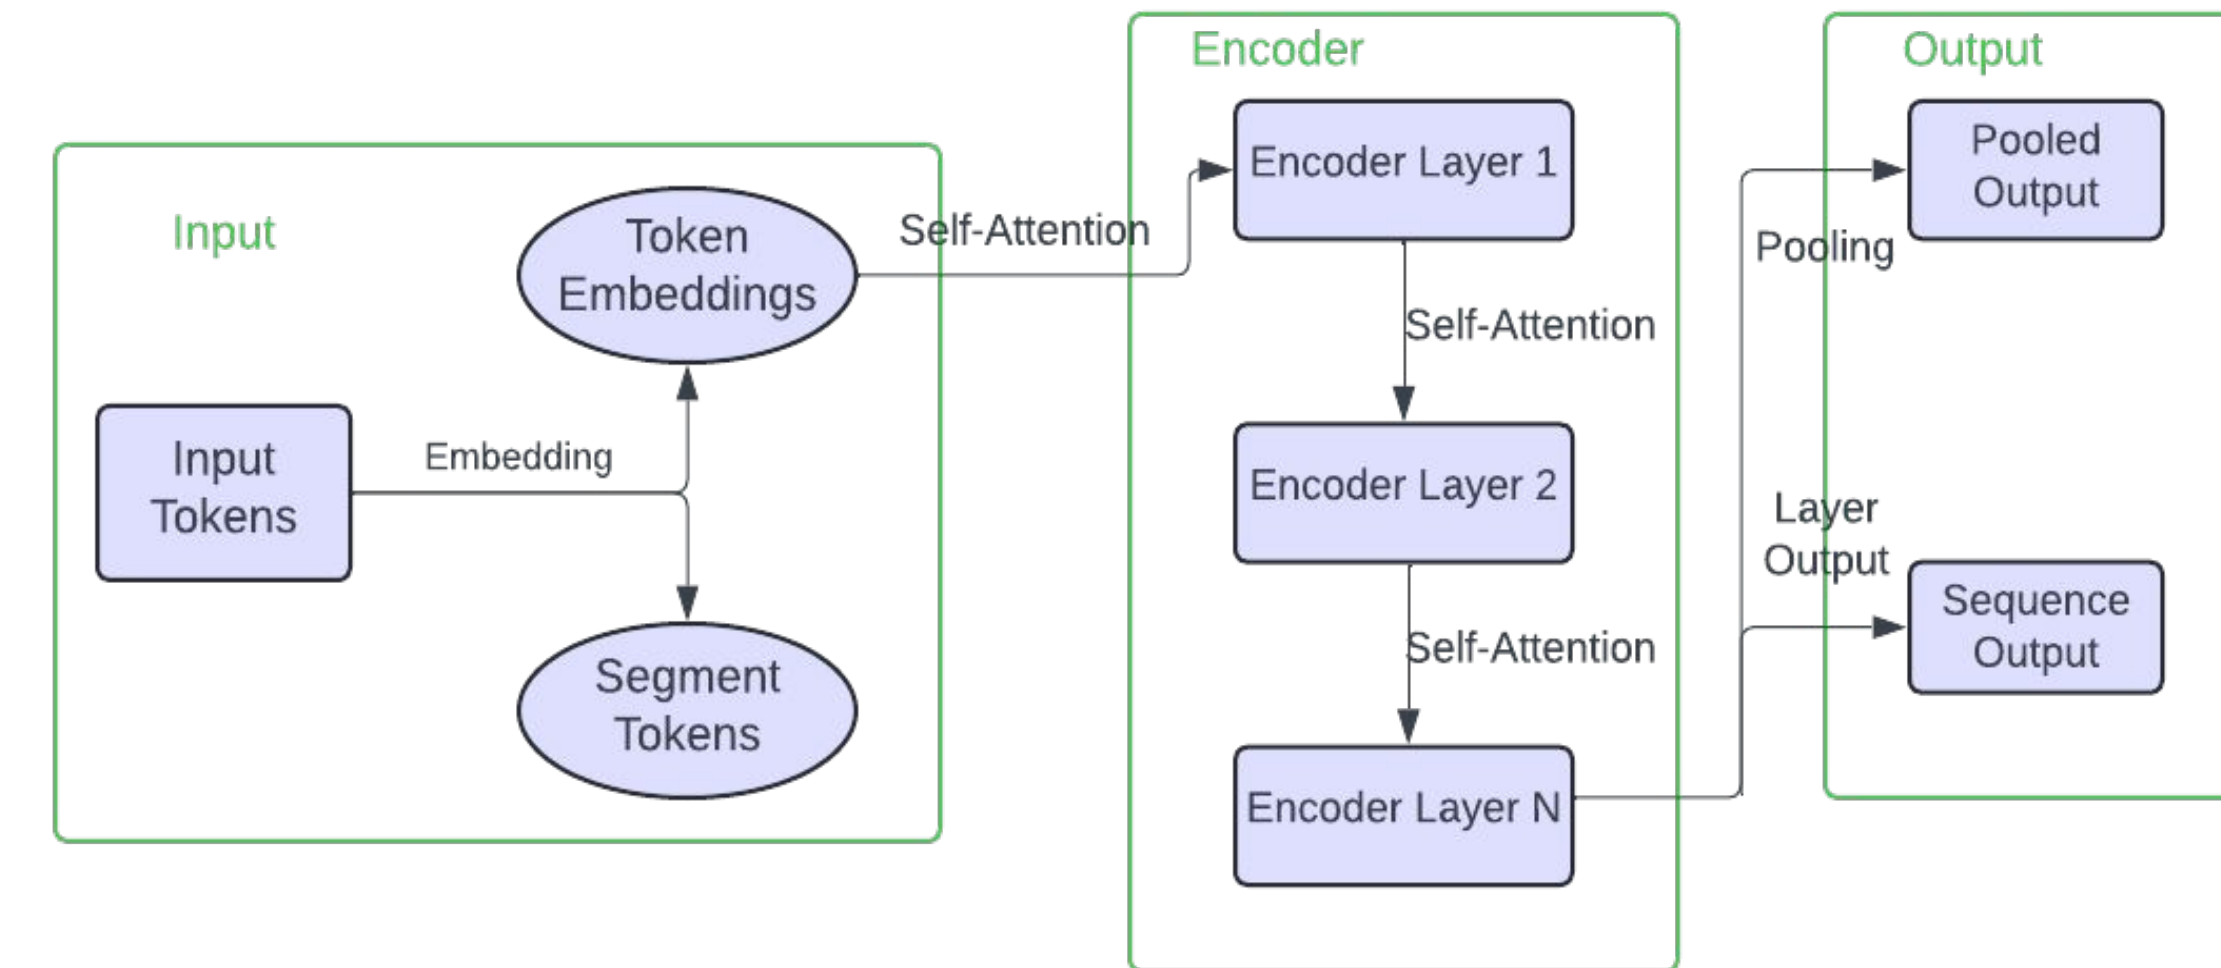 Input
Token
Embeddings
Input
Tokens
Embedding
Segment
Tokens
Self-Attention
Encoder
Encoder Layer 1
Self-Attention
Encoder Layer 2
Self-Attention
Encoder Layer N
Output
Pooled
Output
Pooling
Layer
Output
Sequence
Output